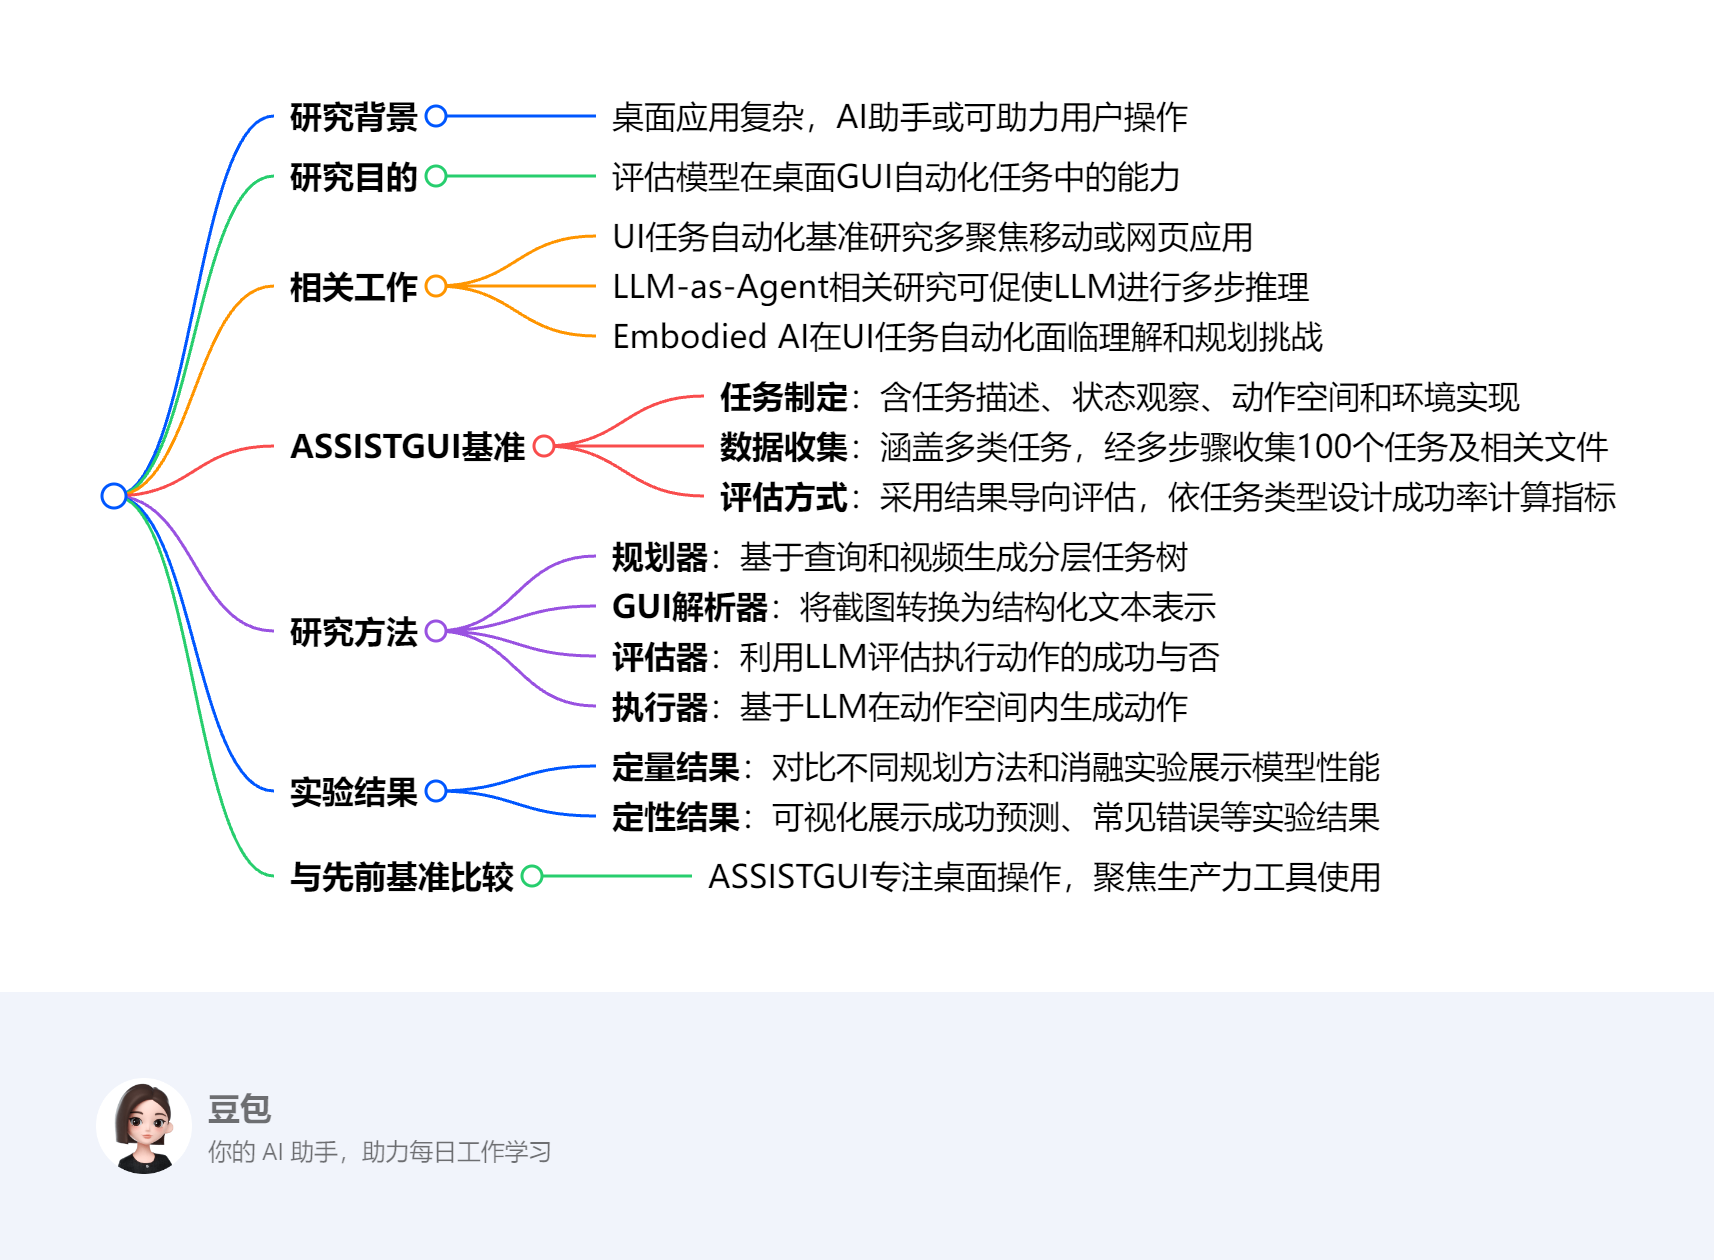 研究背景
桌面应用复杂，AI助手或可助力用户操作
研究目的
评估模型在桌面GUI自动化任务中的能力
相关工作
UI任务自动化基准研究多聚焦移动或网页应用
LLM-as-Agent相关研究可促使LLM进行多步推理
Embodied AI在UI任务自动化面临理解和规划挑战
ASSISTGUI基准
任务制定：含任务描述、状态观察、动作空间和环境实现
数据收集：涵盖多类任务，经多步骤收集100个任务及相关文件
评估方式：采用结果导向评估，依任务类型设计成功率计算指标
研究方法
规划器：基于查询和视频生成分层任务树
GUI解析器：将截图转换为结构化文本表示
评估器：利用LLM评估执行动作的成功与否
执行器：基于LLM在动作空间内生成动作
实验结果
定量结果：对比不同规划方法和消融实验展示模型性能
定性结果：可视化展示成功预测、常见错误等实验结果
与先前基准比较
ASSISTGUI专注桌面操作，聚焦生产力工具使用
豆包
你的 AI 助手，助力每日工作学习